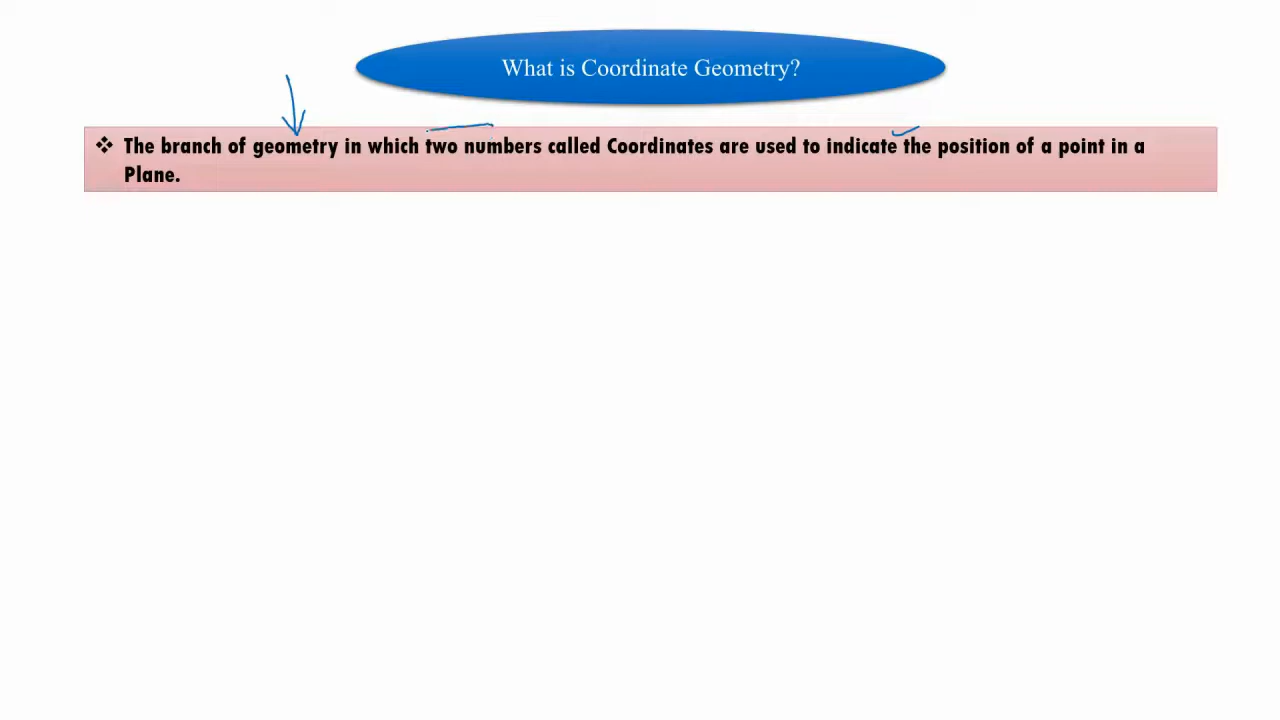 What is Coordinate Geometry?
❖ The branch of geometry in which two numbers called Coordinates are used to indicate the position of a point in a
Plane.